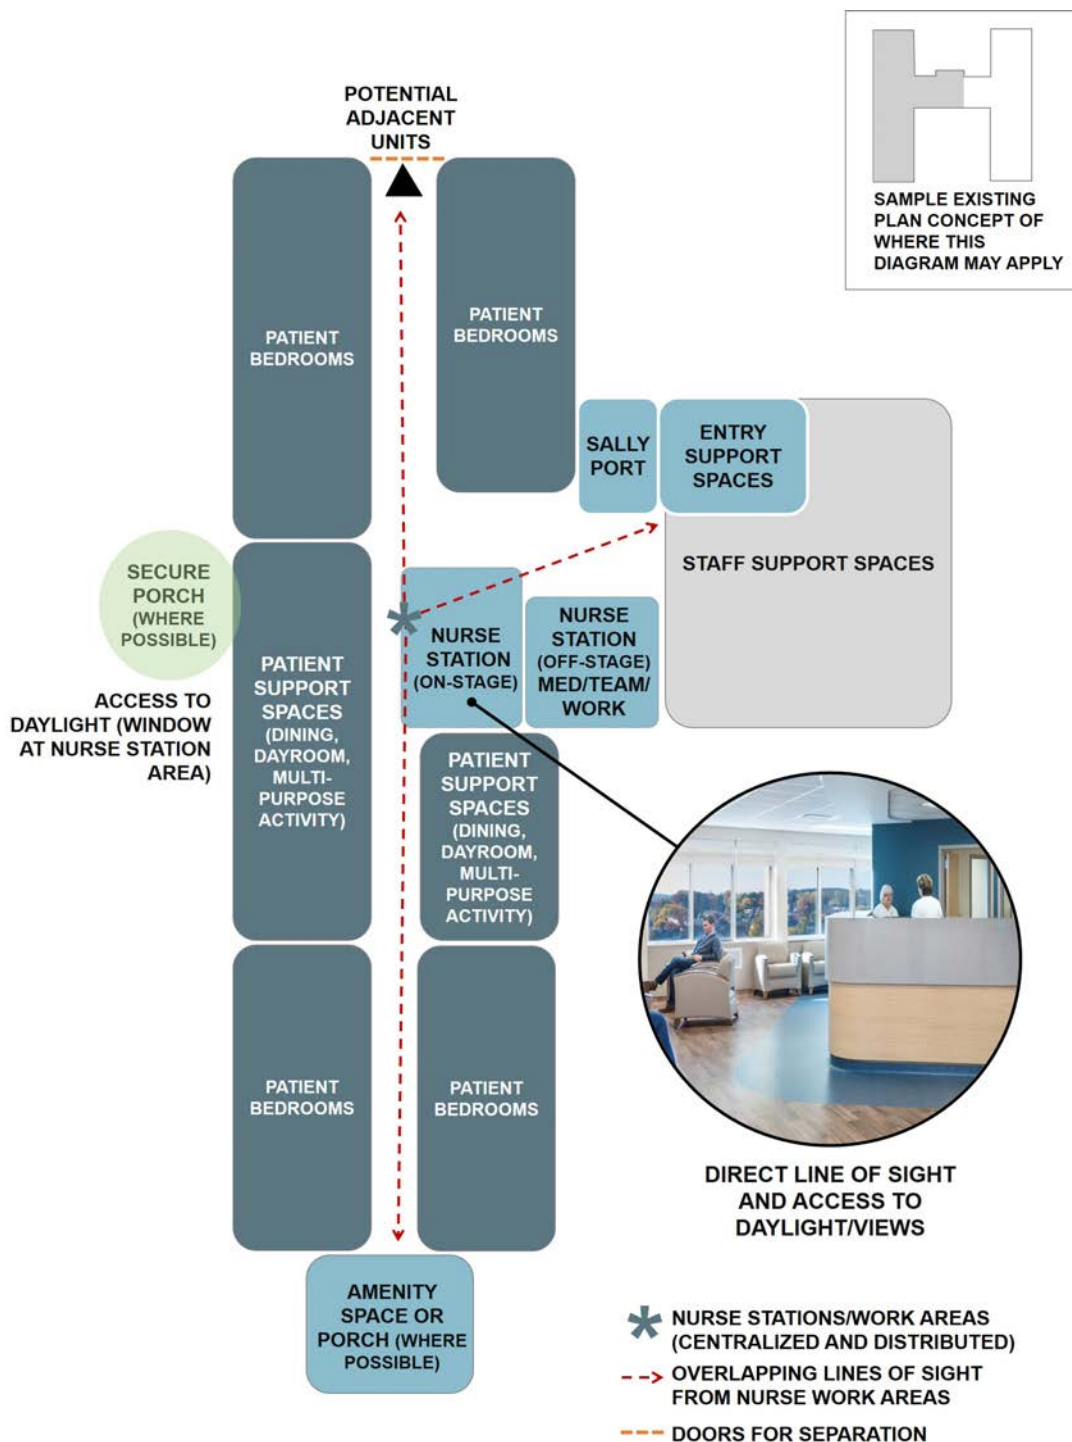 SAMPLE EXISTING
PLAN CONCEPT OF
WHERE THIS
DIAGRAM MAY APPLY
POTENTIAL
ADJACENT
UNITS
PATIENT
BEDROOMS
PATIENT
BEDROOMS
SALLY
PORT
ENTRY
SUPPORT
SPACES
STAFF SUPPORT SPACES
SECURE
PORCH
(WHERE
POSSIBLE)
ACCESS TO
DAYLIGHT (WINDOW
AT NURSE STATION
AREA)
PATIENT
SUPPORT
SPACES
(DINING,
DAYROOM,
MULTI-
PURPOSE
ACTIVITY)
NURSE
STATION
(ON-STAGE)
NURSE
STATION
(OFF-STAGE)
MED/TEAM/
WORK
PATIENT
SUPPORT
SPACES
(DINING,
DAYROOM,
MULTI-
PURPOSE
ACTIVITY)
PATIENT
BEDROOMS
PATIENT
BEDROOMS
DIRECT LINE OF SIGHT
AND ACCESS TO
DAYLIGHT/VIEWS
AMENITY
SPACE OR
PORCH (WHERE
POSSIBLE)
NURSE STATIONS/WORK AREAS
(CENTRALIZED AND DISTRIBUTED)
OVERLAPPING LINES OF SIGHT
FROM NURSE WORK AREAS
DOORS FOR SEPARATION